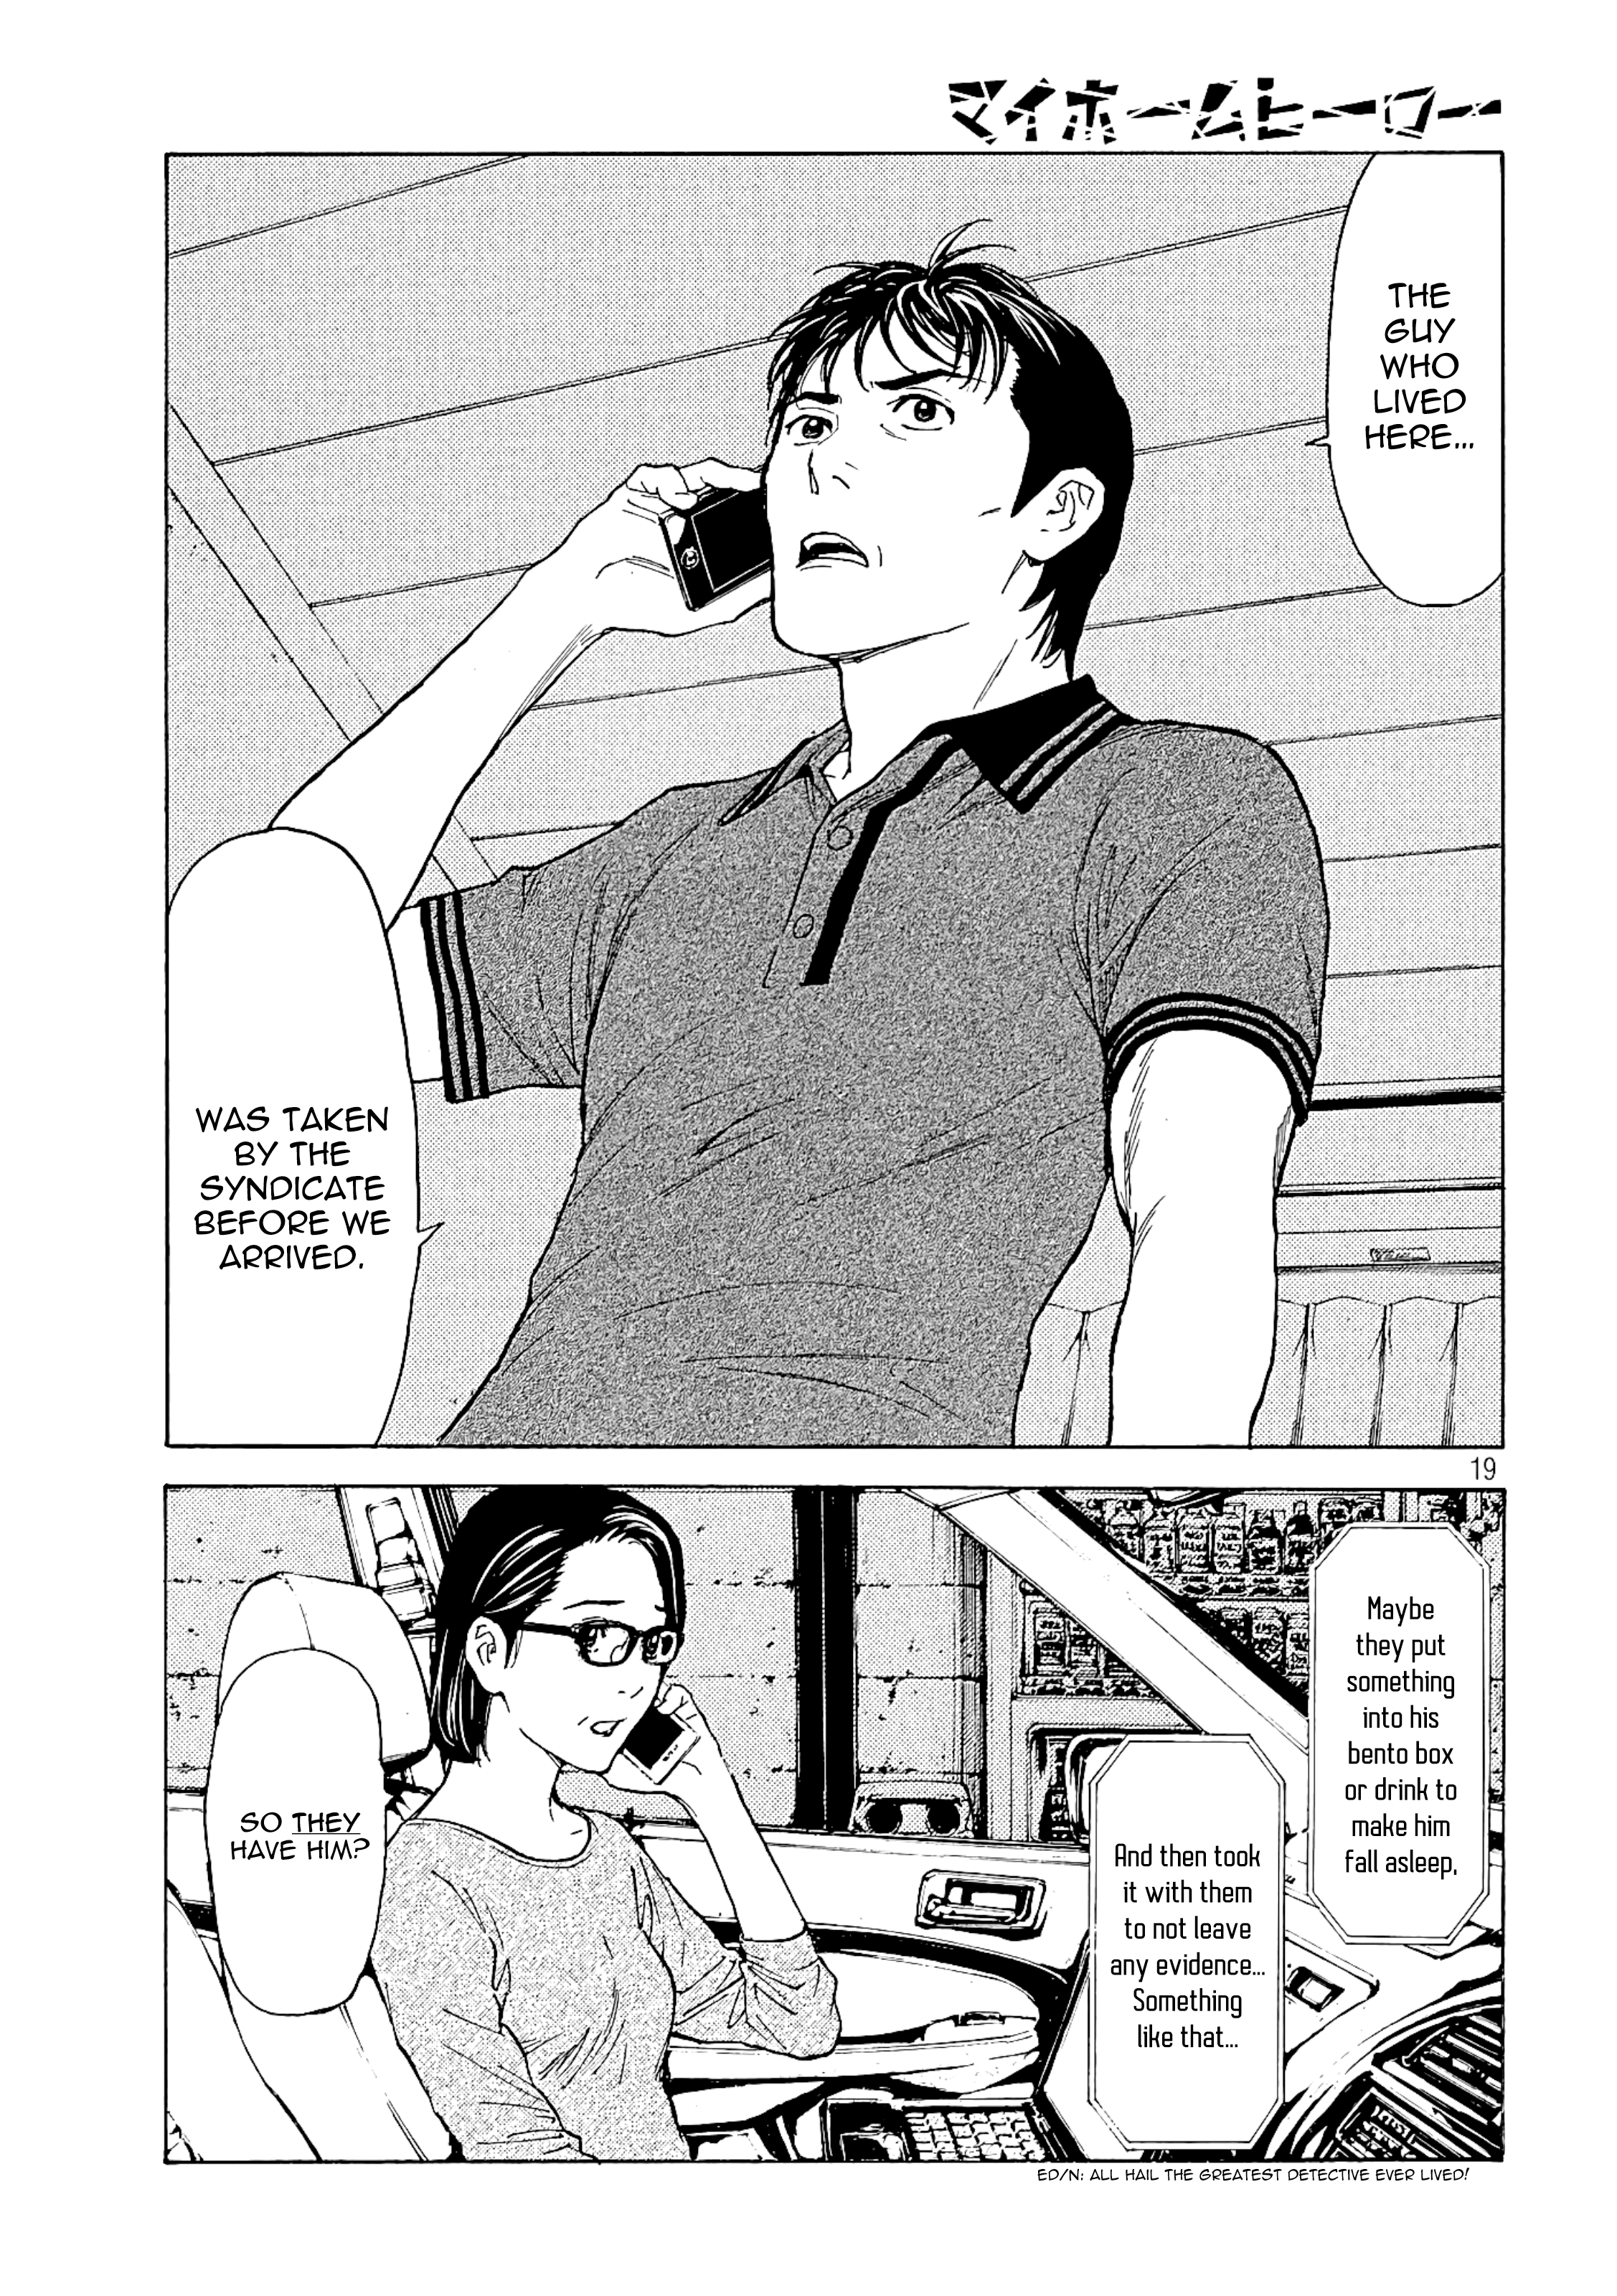 マイホームヒーロー
THE
GUY
WHO
LIVED
HERE...
WAS TAKEN
BY THE
SYNDICATE
BEFORE WE
ARRIVED.
19
Maybe
they put
something
into his
bento box
or drink to
make him
fall asleep,
And then took
it with them
to not leave
any evidence...
Something
like that...
SO THEY
HAVE HIM?
ED/N: ALL HAIL THE GREATEST DETECTIVE EVER LIVED!